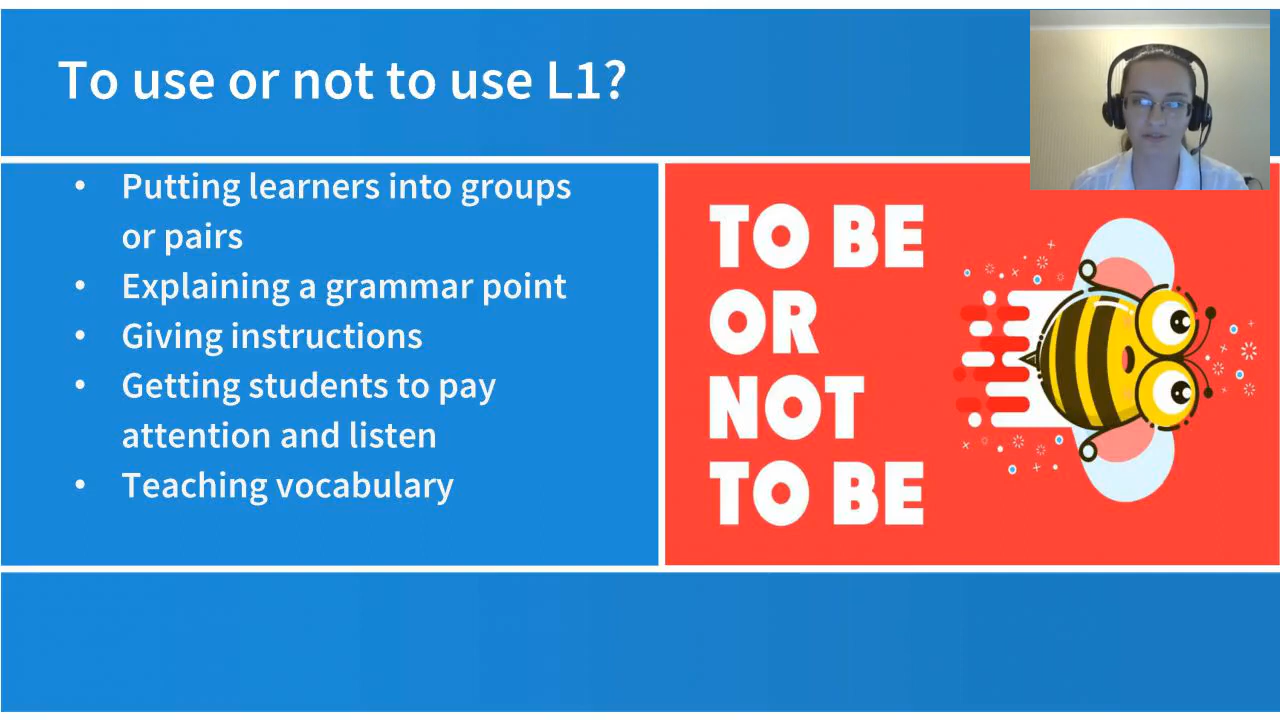 To use or not to use L1?
• Putting learners into groups
or pairs
• Explaining a grammar point
• Giving instructions
• Getting students to pay
attention and listen
• Teaching vocabulary
TO BE
OR
NOT
TO BE